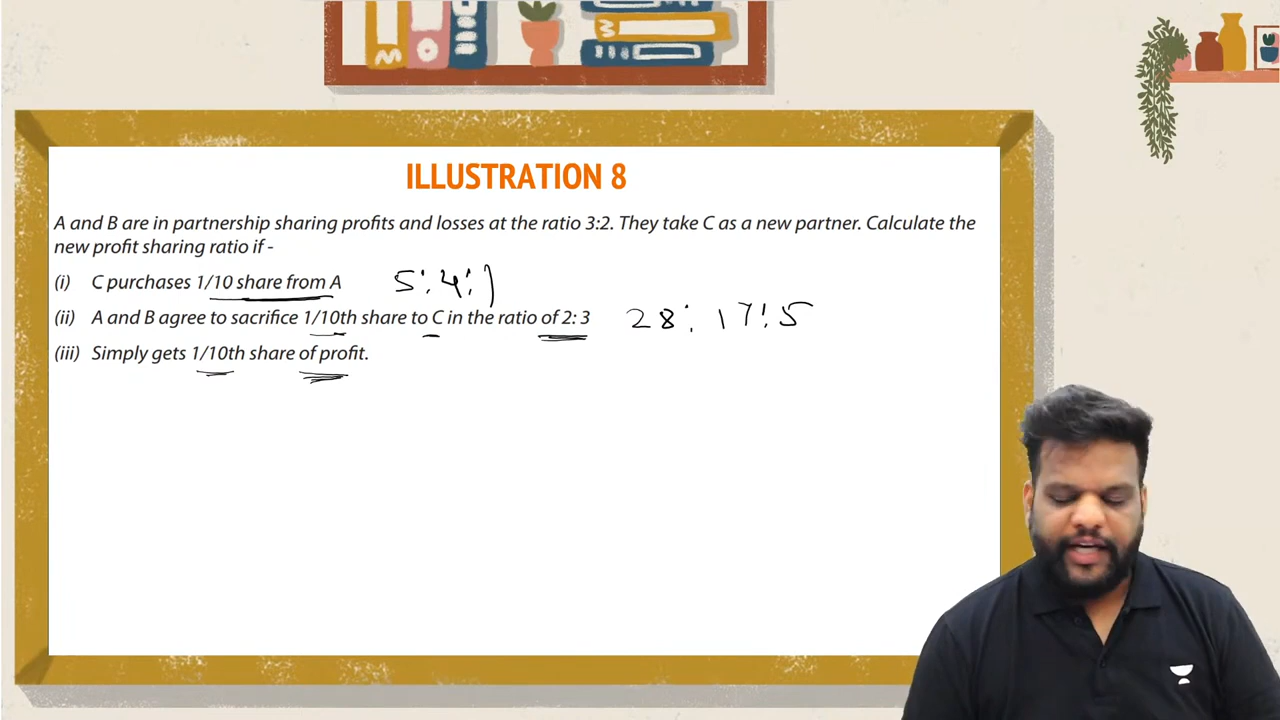 ILLUSTRATION 8
A and B are in partnership sharing profits and losses at the ratio 3:2. They take C as a new partner. Calculate the
new profit sharing ratio if -
(i) C purchases 1/10 share from A 5:4:1
(ii) A and B agree to sacrifice 1/10th share to C in the ratio of 2: 3 28:17:5
(iii) Simply gets 1/10th share of profit.